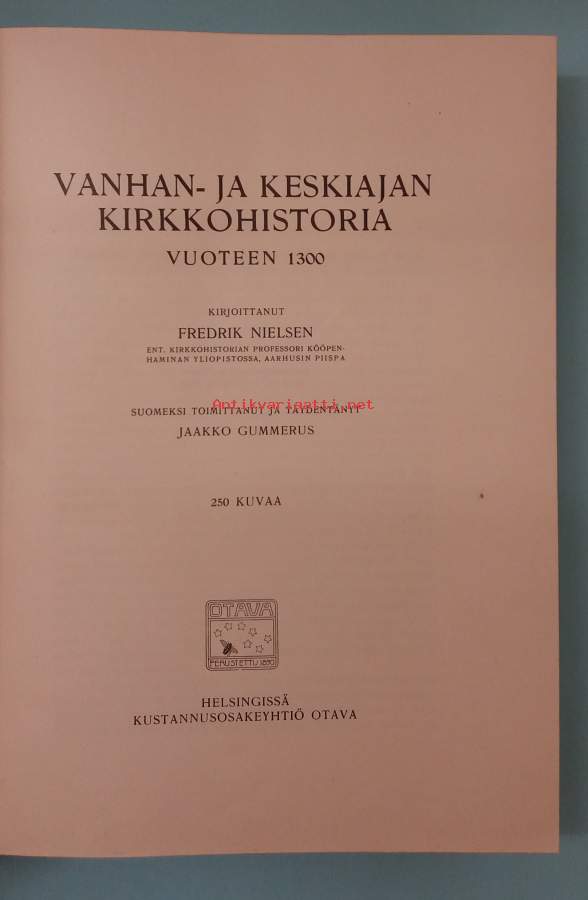 VANHAN- JA KESKIAJAN
KIRKKOHISTORIA
VUOTEEN 1300
KIRJOITTANUT
FREDRIK NIELSEN
ENT. KIRKKOHISTORIAN PROFESSORI KÖÖPEN-
HAMINAN YLIOPISTOSSA, AARHUSIN PIISPA
Antikvariaatti.net
SUOMEKSI TOIMITTANUT JA TÄYDENTÄNYT
JAAKKO GUMMERUS
250 KUVAA
OTAVA
PERUSTETTU 1890
HELSINGISSÄ
KUSTANNUSOSAKEYHTIÖ OTAVA